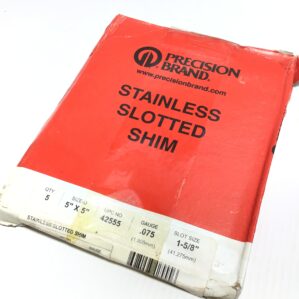 PRECISION
BRAND.
www.precisionbrand.com
STAINLESS
SLOTTED
SHIM
QTY SIZE-D UPC NO. GAUGE SLOT SIZE
5 5" X 5" 42555 .075 1-5/8"
(1.905mm) (41.275mm)
STAINLESS SLOTTED SHIM